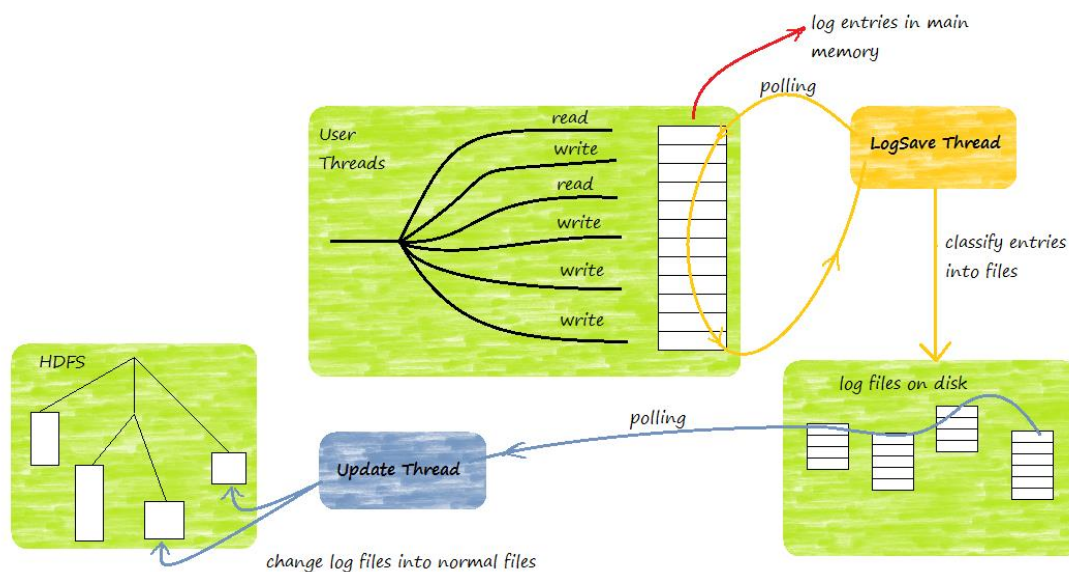 log entries in main
memory
polling
User
Threads
read
write
read
write
write
write
LogSave Thread
classify entries
into files
HDFS
log files on disk
polling
Update Thread
change log files into normal files